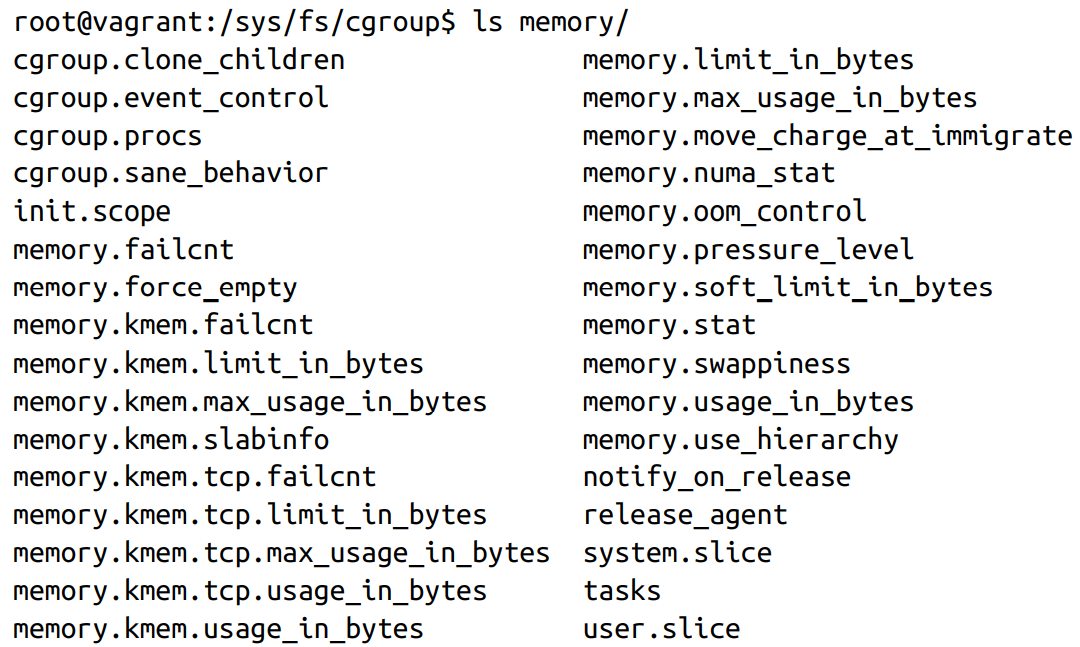 root@vagrant:/sys/fs/cgroup$ ls memory/
cgroup.clone_children memory.limit_in_bytes
cgroup.event_control memory.max_usage_in_bytes
cgroup.procs memory.move_charge_at_immigrate
cgroup.sane_behavior memory.numa_stat
init.scope memory.oom_control
memory.failcnt memory.pressure_level
memory.force_empty memory.soft_limit_in_bytes
memory.kmem.failcnt memory.stat
memory.kmem.limit_in_bytes memory.swappiness
memory.kmem.max_usage_in_bytes memory.usage_in_bytes
memory.kmem.slabinfo memory.use_hierarchy
memory.kmem.tcp.failcnt notify_on_release
memory.kmem.tcp.limit_in_bytes release_agent
memory.kmem.tcp.max_usage_in_bytes system.slice
memory.kmem.tcp.usage_in_bytes tasks
memory.kmem.usage_in_bytes user.slice